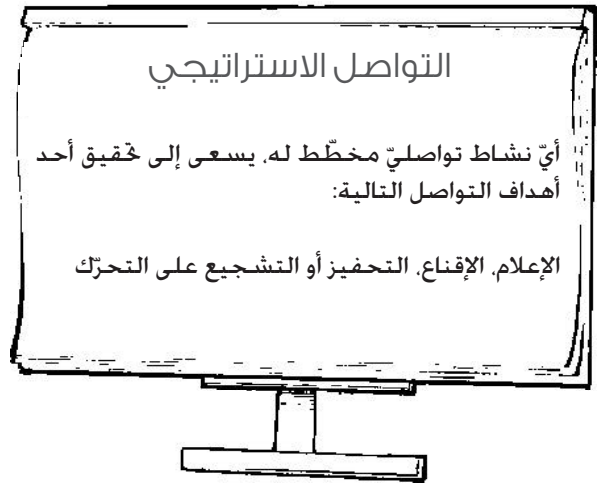 التواصل الاستراتيجي
أيّ نشاط تواصليّ مخطّط له، يسعى إلى تحقيق أحد
أهداف التواصل التالية:
الإعلام، الإقناع، التحفيز أو التشجيع على التحرّك